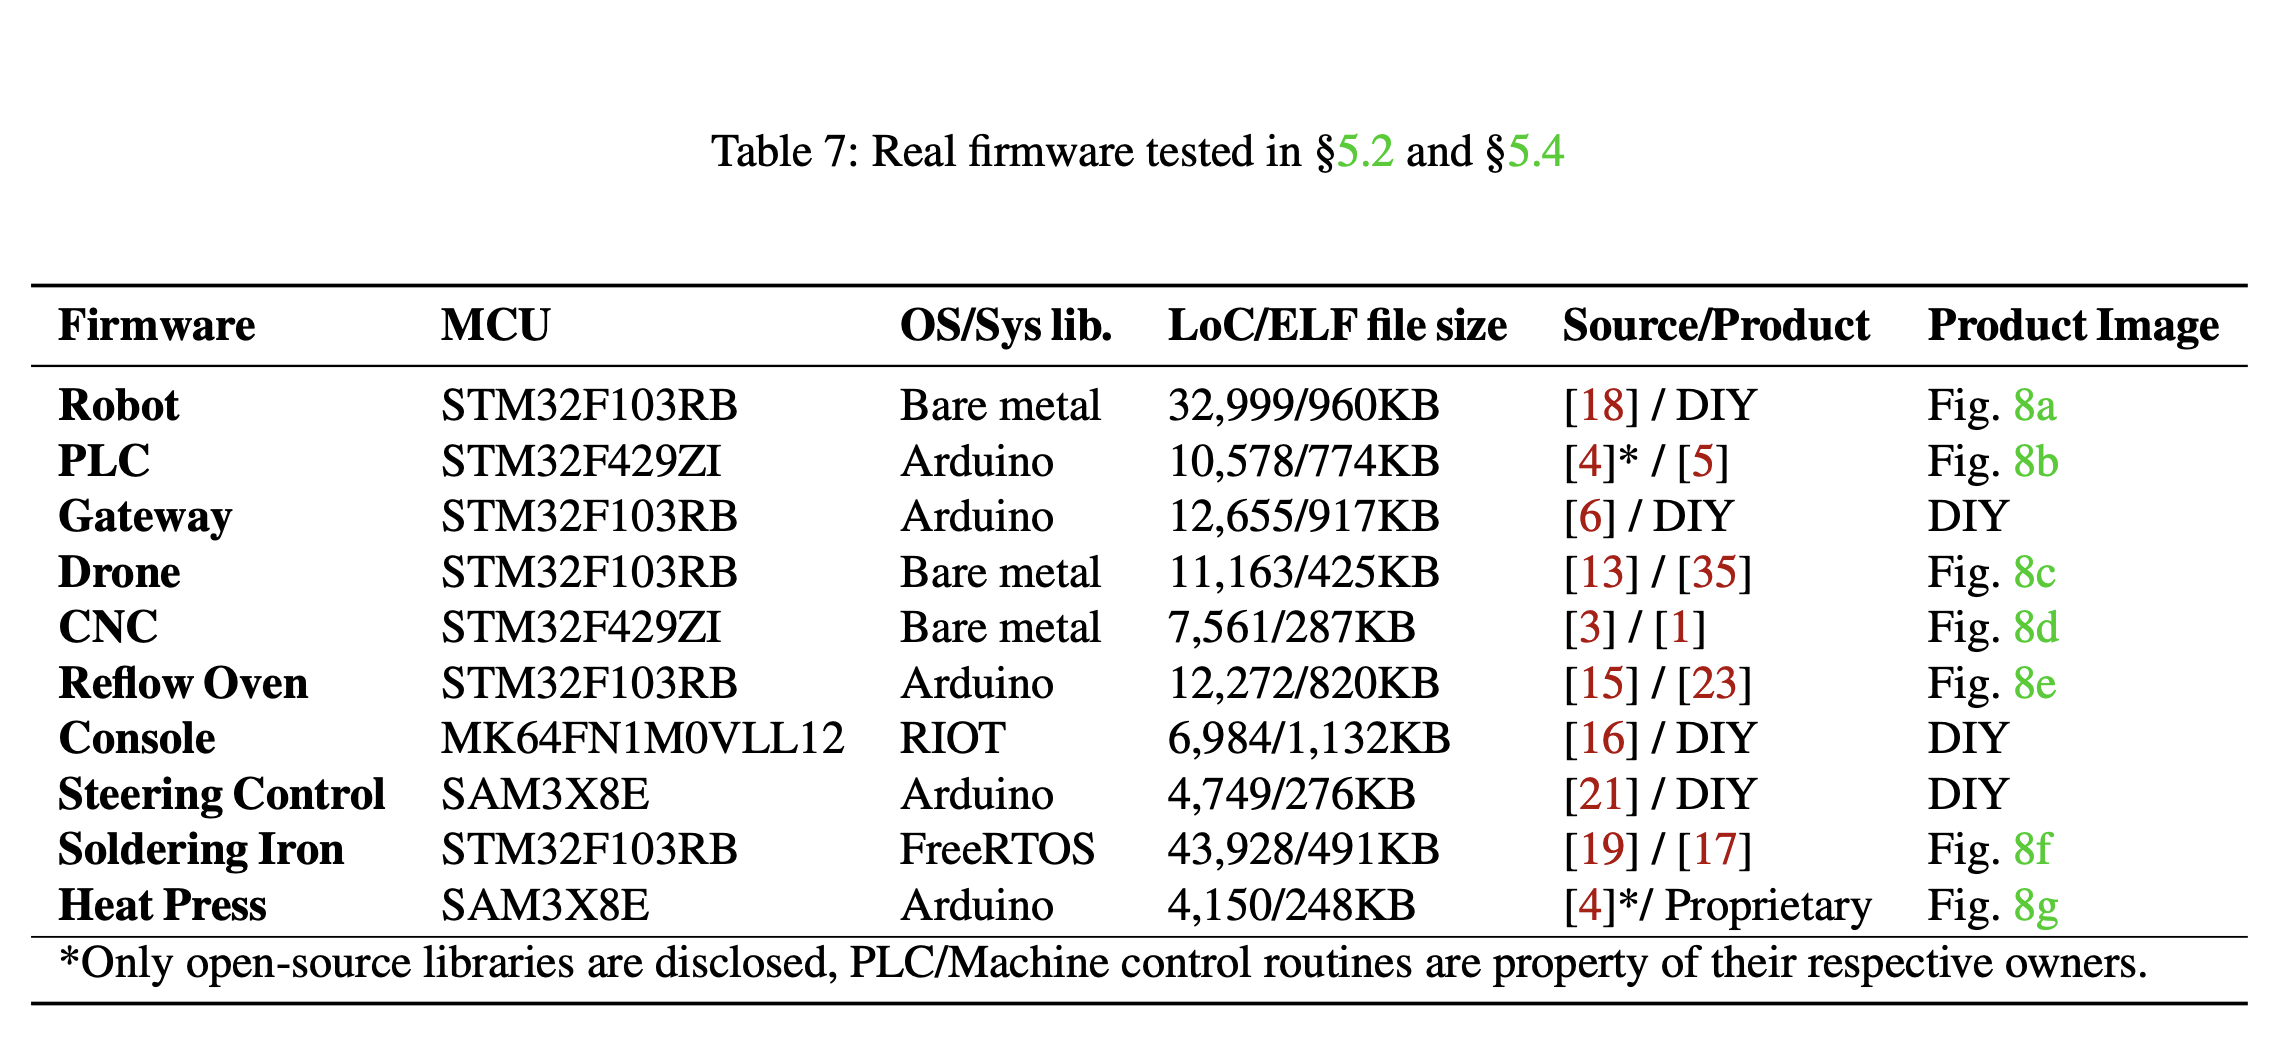 Table 7: Real firmware tested in §5.2 and §5.4
Firmware MCU OS/Sys lib. LoC/ELF file size Source/Product Product Image
Robot STM32F103RB Bare metal 32,999/960KB [18] / DIY Fig. 8a
PLC STM32F429ZI Arduino 10,578/774KB [4]* / [5] Fig. 8b
Gateway STM32F103RB Arduino 12,655/917KB [6] / DIY DIY
Drone STM32F103RB Bare metal 11,163/425KB [13] / [35] Fig. 8c
CNC STM32F429ZI Bare metal 7,561/287KB [3] / [1] Fig. 8d
Reflow Oven STM32F103RB Arduino 12,272/820KB [15] / [23] Fig. 8e
Console MK64FN1M0VLL12 RIOT 6,984/1,132KB [16] / DIY DIY
Steering Control SAM3X8E Arduino 4,749/276KB [21] / DIY DIY
Soldering Iron STM32F103RB FreeRTOS 43,928/491KB [19] / [17] Fig. 8f
Heat Press SAM3X8E Arduino 4,150/248KB [4]*/ Proprietary Fig. 8g
*Only open-source libraries are disclosed, PLC/Machine control routines are property of their respective owners.